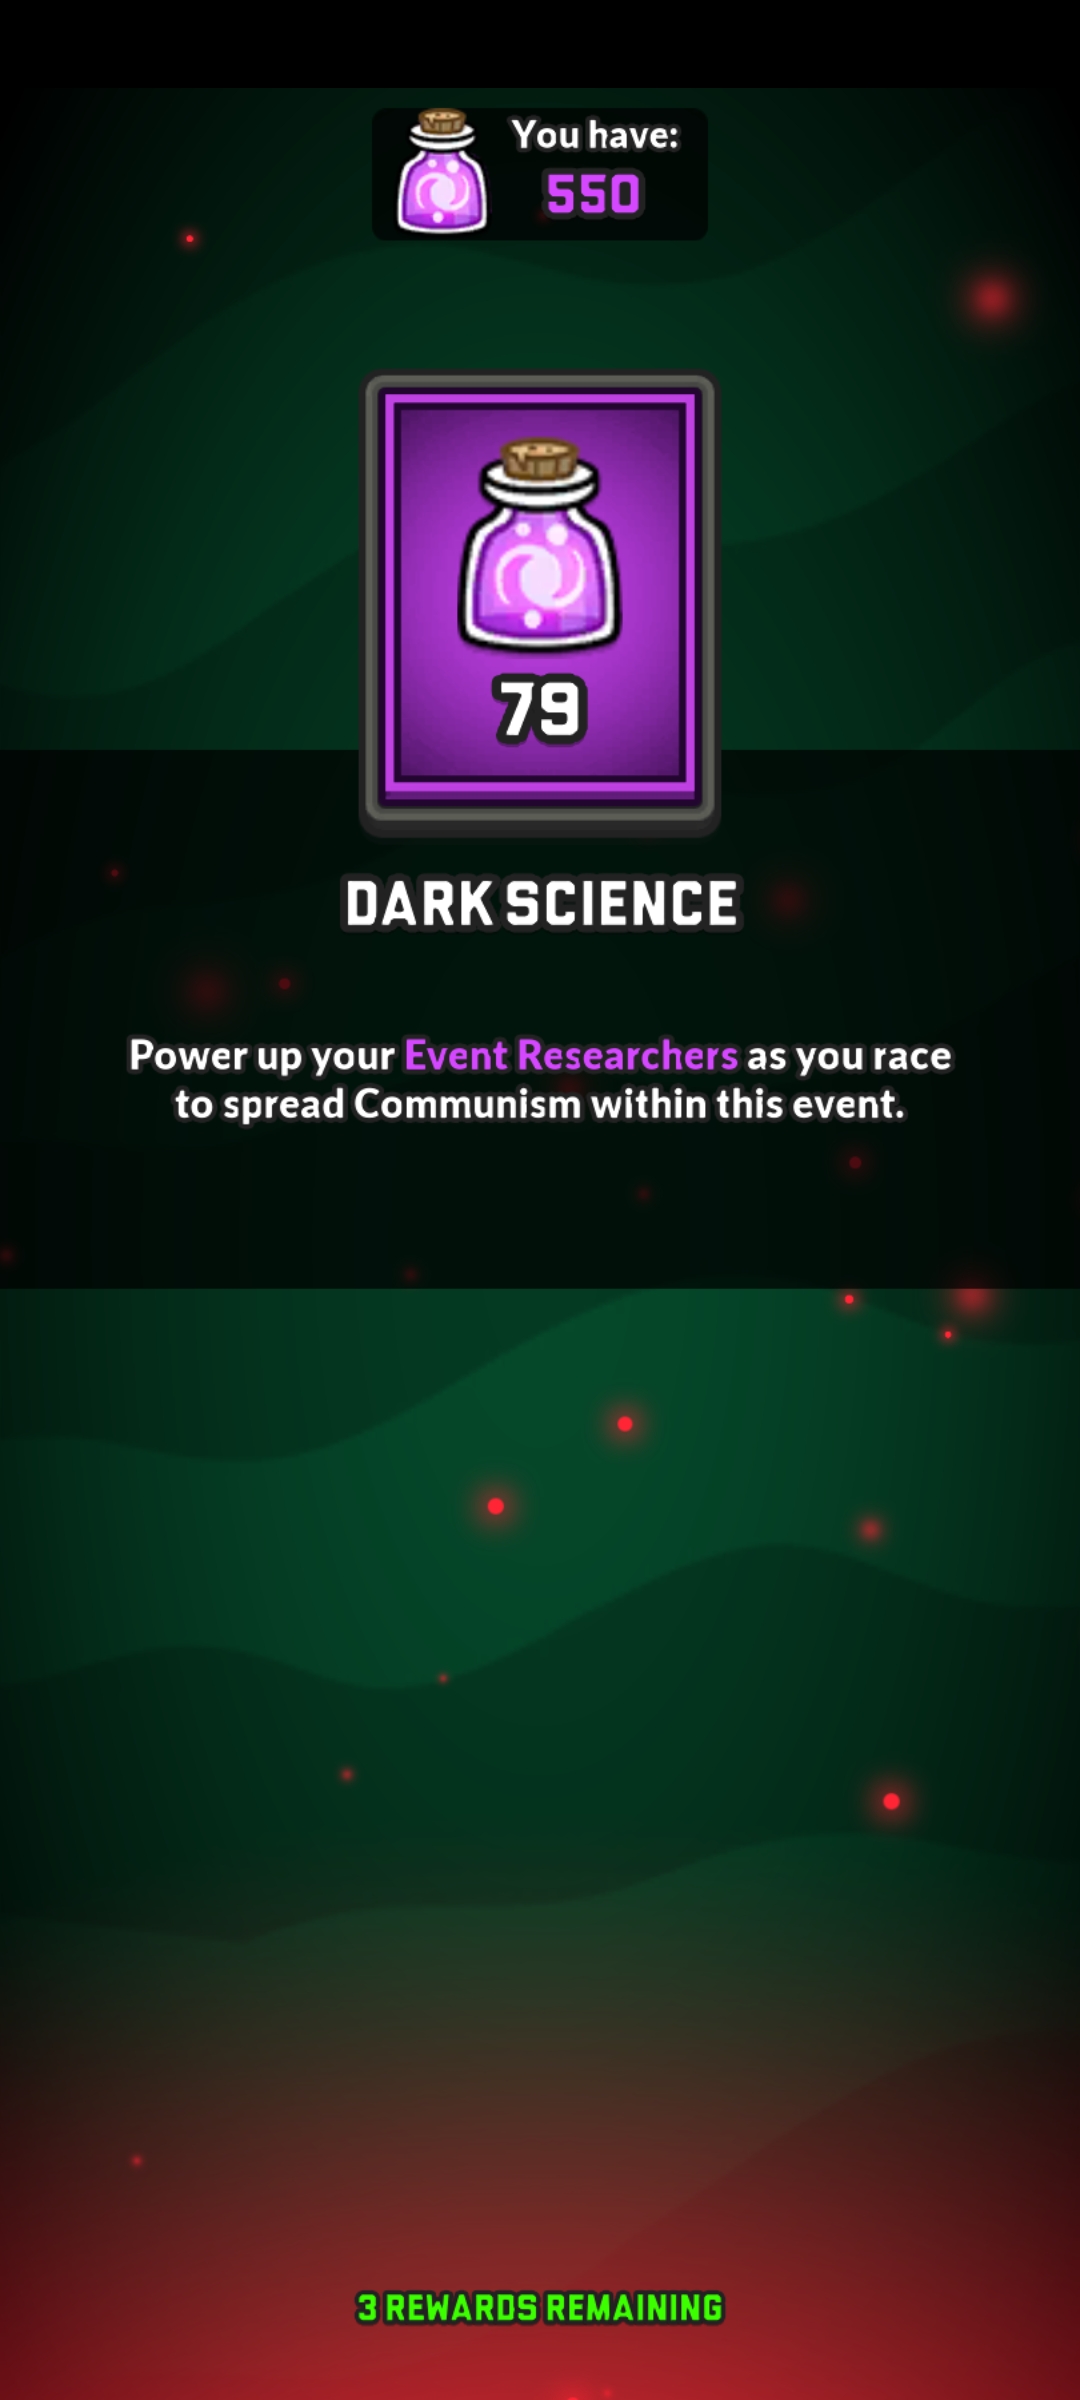 You have:
550
79
DARK SCIENCE
Power up your Event Researchers as you race
to spread Communism within this event.
3 REWARDS REMAINING